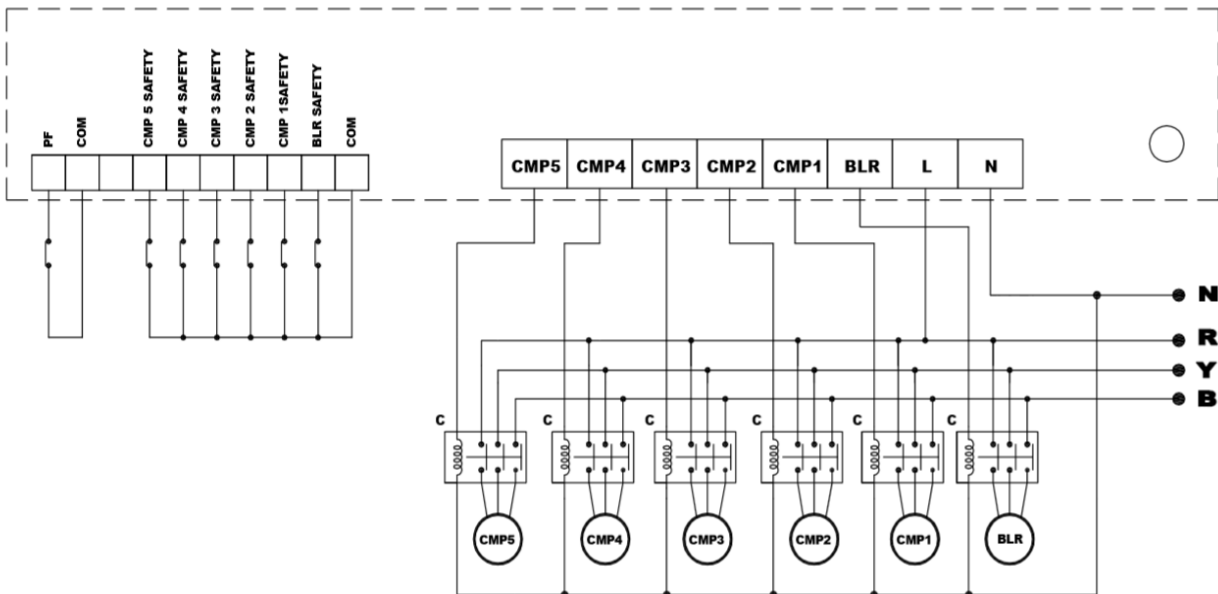 PF
COM
CMP 5 SAFETY
CMP 4 SAFETY
CMP 3 SAFETY
CMP 2 SAFETY
CMP 1SAFETY
BLR SAFETY
COM
CMP5
CMP4
CMP3
CMP2
CMP1
BLR
L
N
N
R
Y
B
C
C
C
C
C
C
CMP5
CMP4
CMP3
CMP2
CMP1
BLR